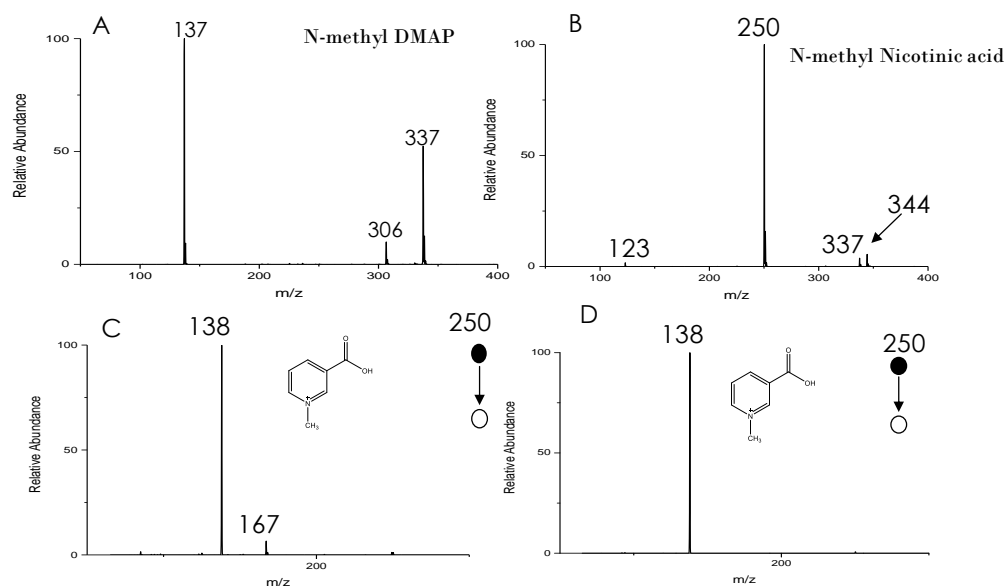 A
N-methyl DMAP
137
337
306
Relative Abundance
100
50
0
100
200
300
400
m/z
B
N-methyl Nicotinic acid
250
344
337
123
Relative Abundance
100
50
0
100
200
300
400
m/z
C
138
250
167
O
OH
N+
CH3
Relative Abundance
100
50
0
200
m/z
D
138
250
O
OH
N+
CH3
Relative Abundance
100
50
0
200
m/z